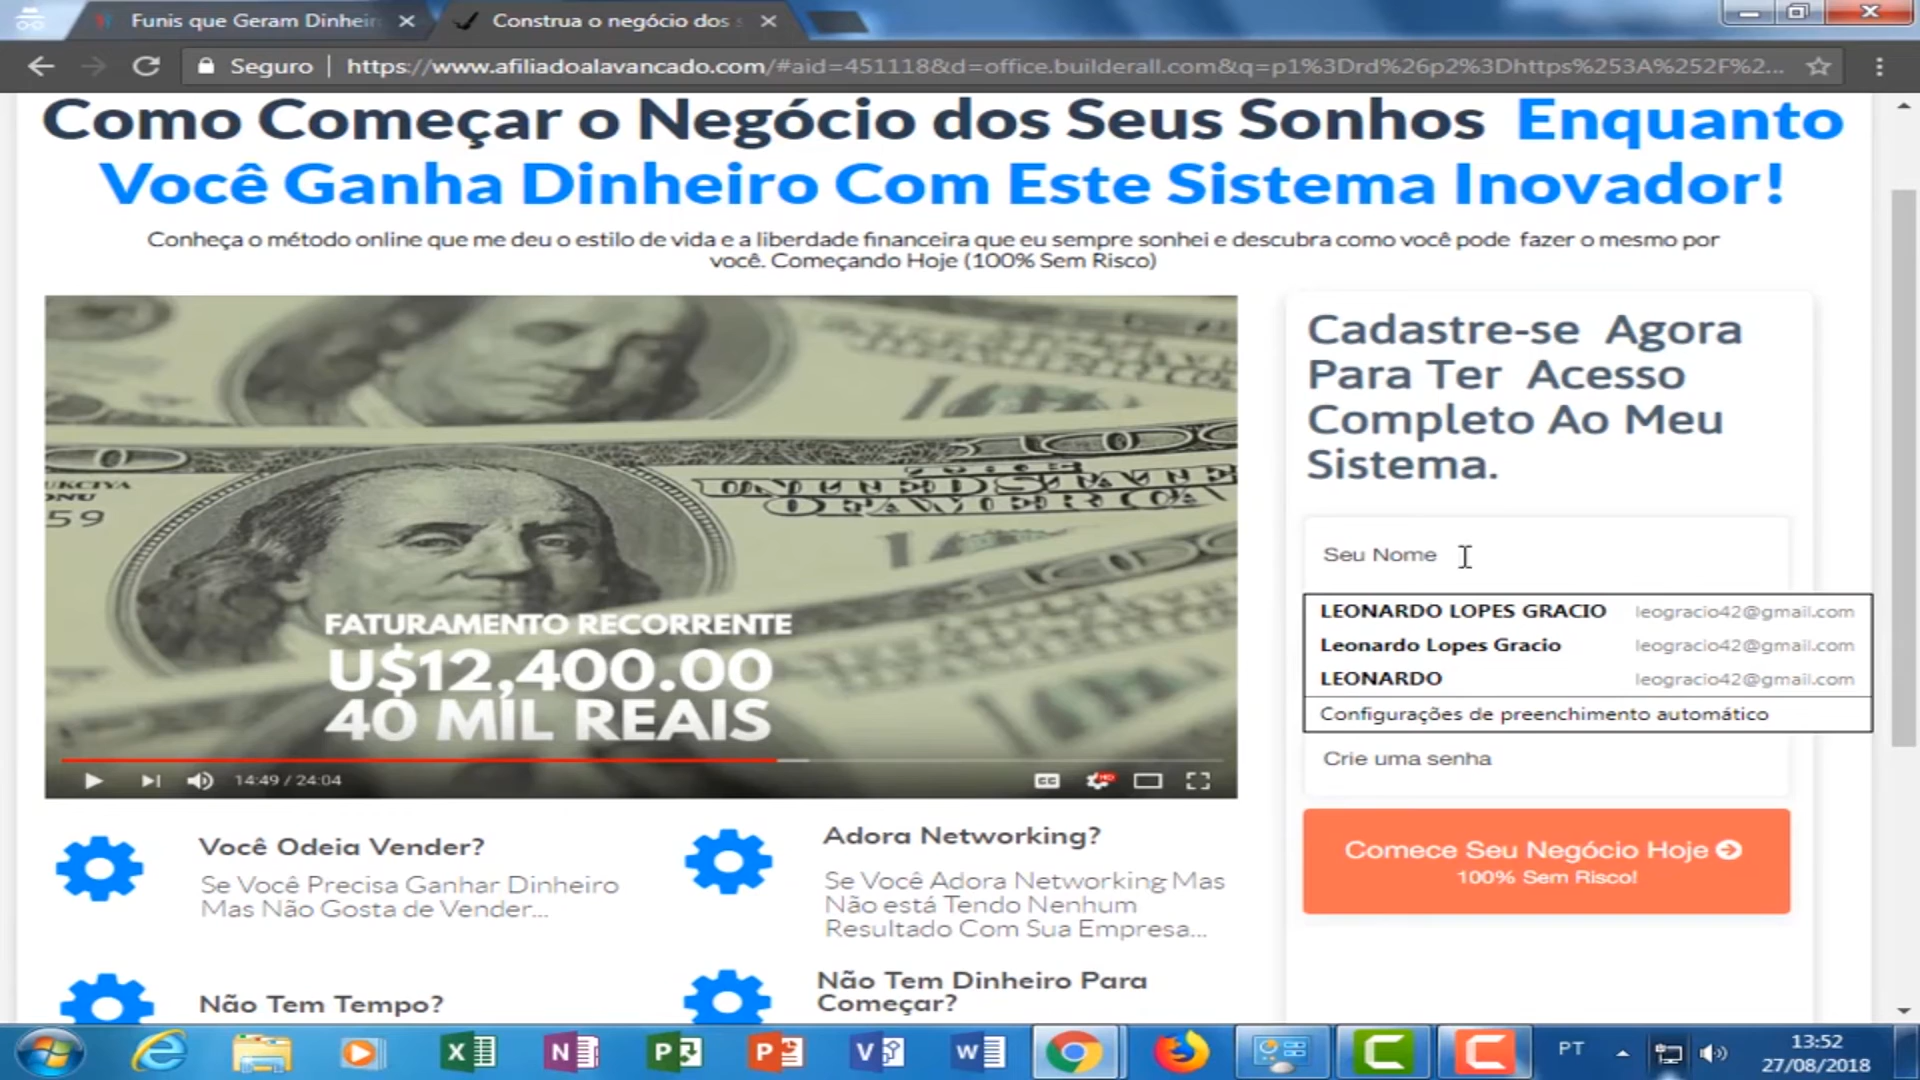 Funis que Geram Dinheir
Construa o negócio dos s
Seguro
https://www.afiliadoalavancado.com/#aid=451118&d=office.builderall.com&q=p1%3Drd%26p2%3Dhttps%253A%252F%2...
Como Começar o Negócio dos Seus Sonhos Enquanto
Você Ganha Dinheiro Com Este Sistema Inovador!
Conheça o método online que me deu o estilo de vida e a liberdade financeira que eu sempre sonhei e descubra como você pode fazer o mesmo por
você. Começando Hoje (100% Sem Risco)
FATURAMENTO RECORRENTE
U$12,400.00
40 MIL REAIS
14:49 / 24:04
CC
HD
Cadastre-se Agora
Para Ter Acesso
Completo Ao Meu
Sistema.
Seu Nome
LEONARDO LOPES GRACIO leogracio42@gmail.com
Leonardo Lopes Gracio leogracio42@gmail.com
LEONARDO leogracio42@gmail.com
Configurações de preenchimento automático
Crie uma senha
Comece Seu Negócio Hoje
100% Sem Risco!
Você Odeia Vender?
Se Você Precisa Ganhar Dinheiro
Mas Não Gosta de Vender...
Adora Networking?
Se Você Adora Networking Mas
Não está Tendo Nenhum
Resultado Com Sua Empresa...
Não Tem Tempo?
Não Tem Dinheiro Para
Começar?
PT
13:52
27/08/2018